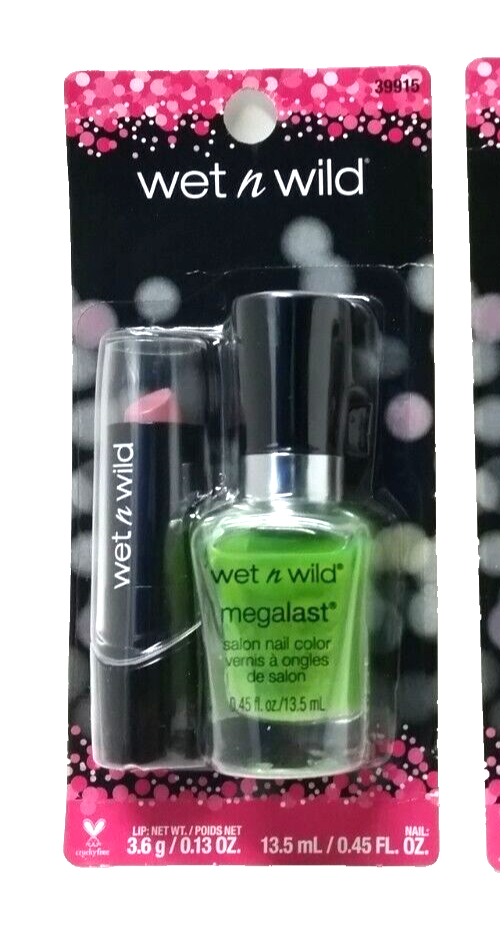 39915
wet n wild®
wet n wild
wet n wild®
megalast®
salon nail color
vernis à ongles
de salon
0.45 fl. oz./13.5 mL
LIP: NET WT. / POIDS NET
3.6 g / 0.13 OZ.
NAIL:
13.5 mL / 0.45 FL. OZ.
crueltyfree